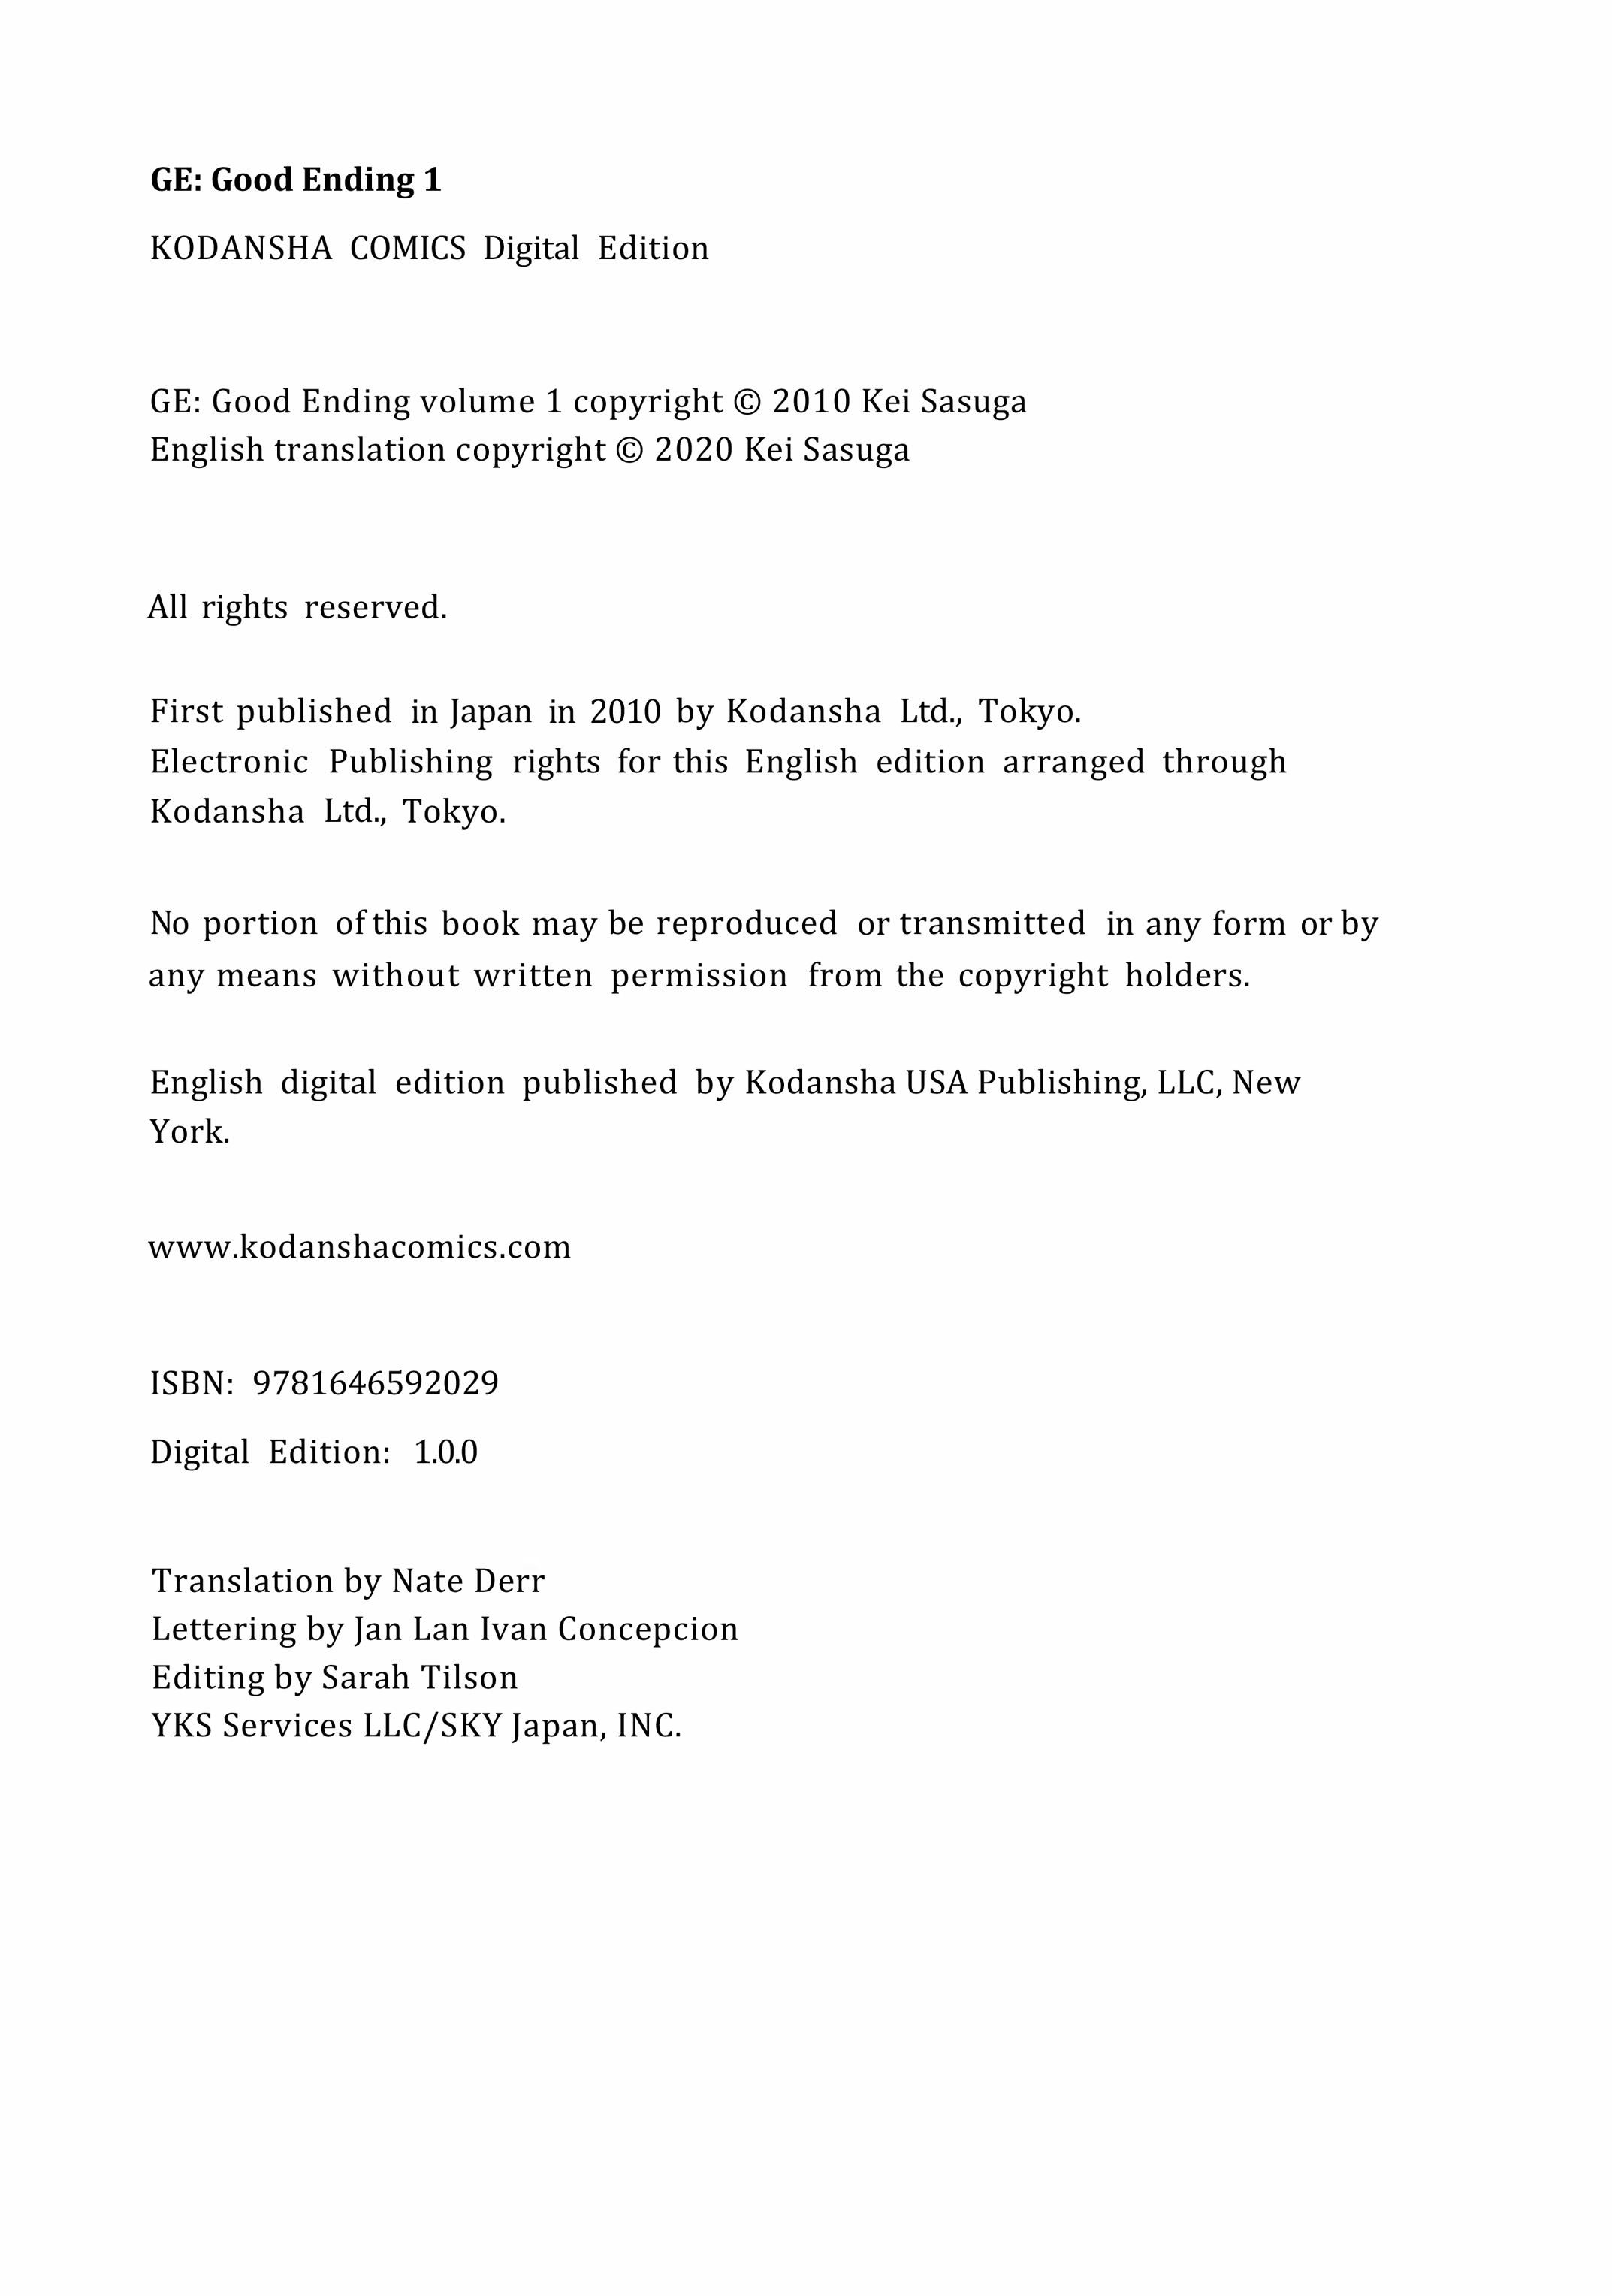 GE: Good Ending 1
KODANSHA COMICS Digital Edition
GE: Good Ending volume 1 copyright © 2010 Kei Sasuga
English translation copyright © 2020 Kei Sasuga
All rights reserved.
First published in Japan in 2010 by Kodansha Ltd., Tokyo.
Electronic Publishing rights for this English edition arranged through
Kodansha Ltd., Tokyo.
No portion of this book may be reproduced or transmitted in any form or by
any means without written permission from the copyright holders.
English digital edition published by Kodansha USA Publishing, LLC, New
York.
www.kodanshacomics.com
ISBN: 9781646592029
Digital Edition: 1.0.0
Translation by Nate Derr
Lettering by Jan Lan Ivan Concepcion
Editing by Sarah Tilson
YKS Services LLC/SKY Japan, INC.